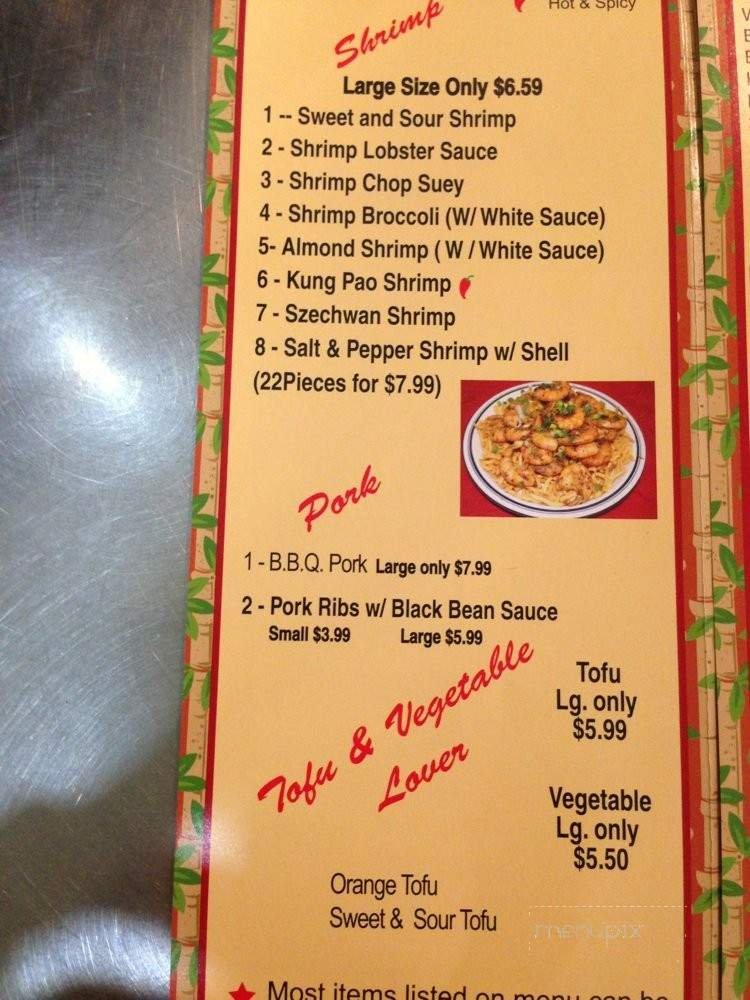 Hot & Spicy
Shrimp
Large Size Only $6.59
1 -- Sweet and Sour Shrimp
2 - Shrimp Lobster Sauce
3 - Shrimp Chop Suey
4 - Shrimp Broccoli (W/ White Sauce)
5- Almond Shrimp ( W / White Sauce)
6 - Kung Pao Shrimp
7 - Szechwan Shrimp
8 - Salt & Pepper Shrimp w/ Shell
(22Pieces for $7.99)
Pork
1 - B.B.Q. Pork Large only $7.99
2 - Pork Ribs w/ Black Bean Sauce
Small $3.99 Large $5.99
Tofu & Vegetable
Lover
Tofu
Lg. only
$5.99
Vegetable
Lg. only
$5.50
Orange Tofu
Sweet & Sour Tofu
menupix
Most items listed on menu can be